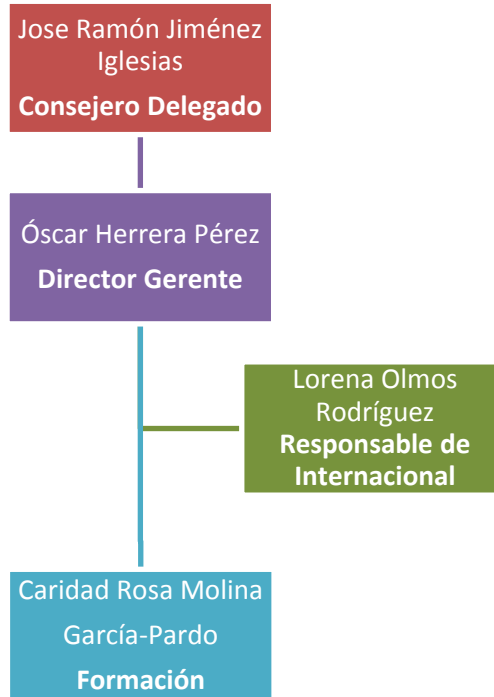 Jose Ramón Jiménez
Iglesias
Consejero Delegado
Óscar Herrera Pérez
Director Gerente
Lorena Olmos
Rodríguez
Responsable de
Internacional
Caridad Rosa Molina
García-Pardo
Formación